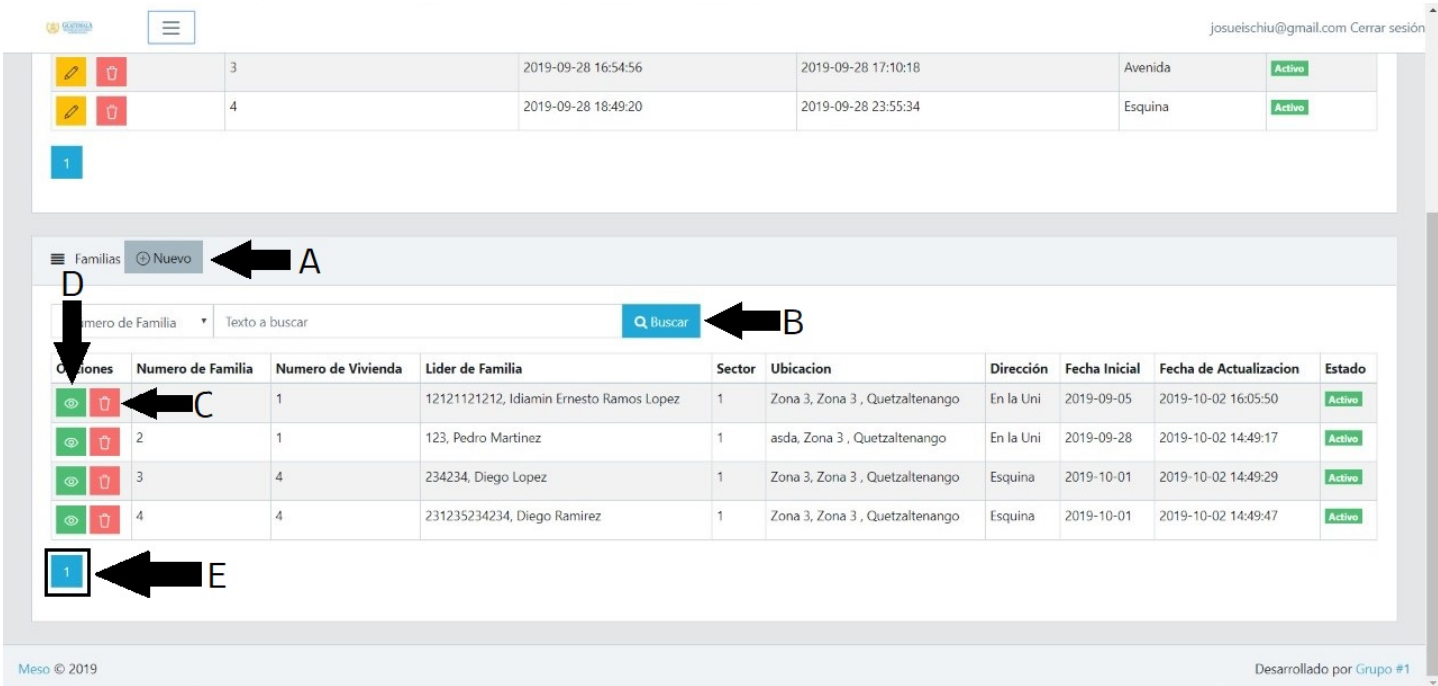 GUATEMALA
josueischiu@gmail.com Cerrar sesión
3 2019-09-28 16:54:56 2019-09-28 17:10:18 Avenida Activo
4 2019-09-28 18:49:20 2019-09-28 23:55:34 Esquina Activo
1
Familias Nuevo A
D
mero de Familia Texto a buscar Buscar B
Numero de Familia Numero de Vivienda Lider de Familia Sector Ubicacion Dirección Fecha Inicial Fecha de Actualizacion Estado
C 1 12121121212, Idiamin Ernesto Ramos Lopez 1 Zona 3, Zona 3 , Quetzaltenango En la Uni 2019-09-05 2019-10-02 16:05:50 Activo
2 1 123, Pedro Martinez 1 asda, Zona 3 , Quetzaltenango En la Uni 2019-09-28 2019-10-02 14:49:17 Activo
3 4 234234, Diego Lopez 1 Zona 3, Zona 3 , Quetzaltenango Esquina 2019-10-01 2019-10-02 14:49:29 Activo
4 4 231235234234, Diego Ramirez 1 Zona 3, Zona 3 , Quetzaltenango Esquina 2019-10-01 2019-10-02 14:49:47 Activo
1 E
Meso © 2019 Desarrollado por Grupo #1